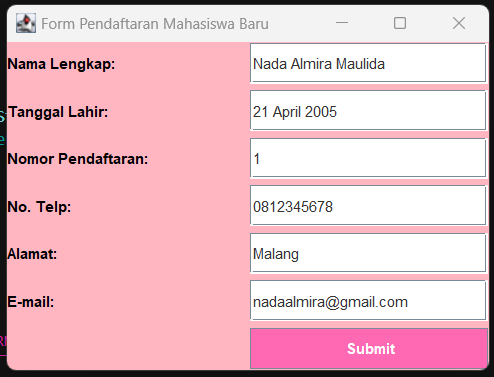 Form Pendaftaran Mahasiswa Baru
Nama Lengkap: Nada Almira Maulida
Tanggal Lahir: 21 April 2005
Nomor Pendaftaran: 1
No. Telp: 0812345678
Alamat: Malang
E-mail: nadaalmira@gmail.com
Submit